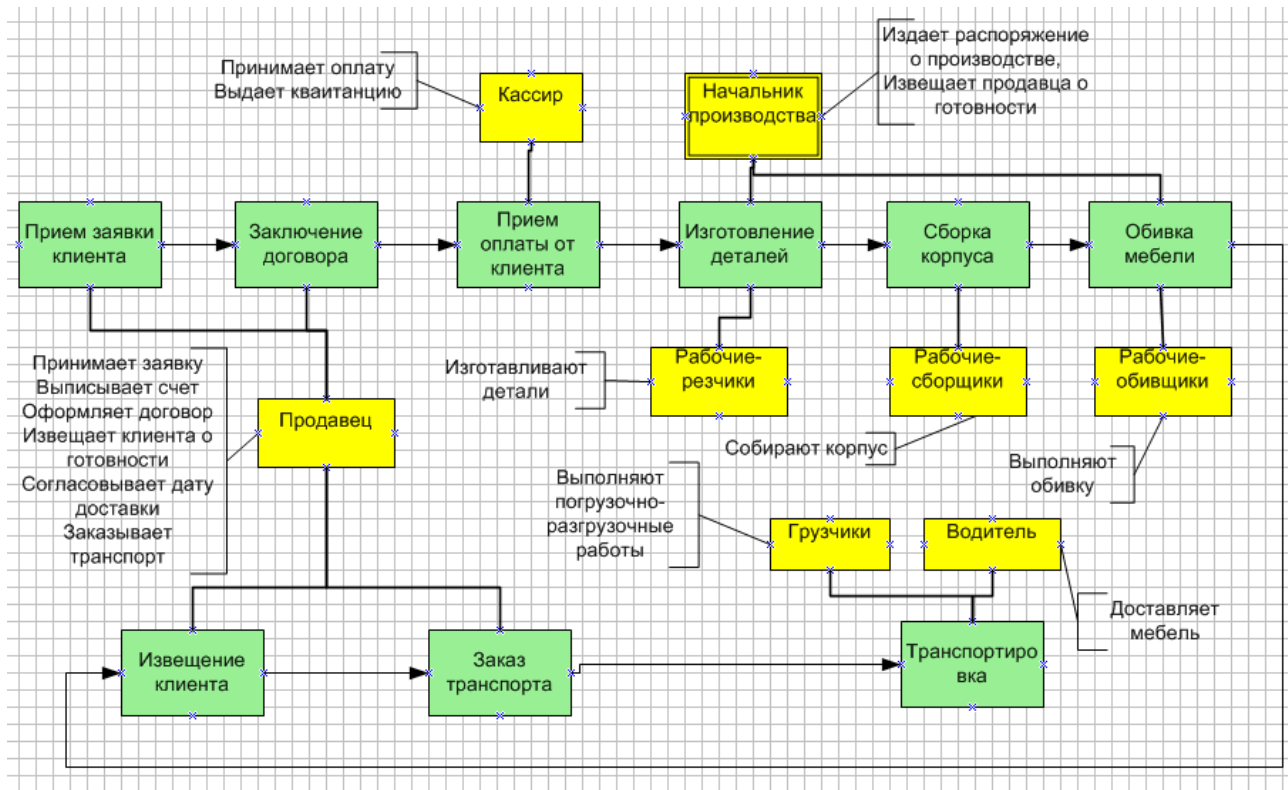 Принимает оплату
Выдает кваитанцию
Кассир
Начальник
производства
Издает распоряжение
о производстве,
Извещает продавца о
готовности
Прием заявки
клиента
Заключение
договора
Прием
оплаты от
клиента
Изготовление
деталей
Сборка
корпуса
Обивка
мебели
Принимает заявку
Выписывает счет
Оформляет договор
Извещает клиента о
готовности
Согласовывает дату
доставки
Заказывает
транспорт
Продавец
Изготавливают
детали
Рабочие-
резчики
Рабочие-
сборщики
Рабочие-
обивщики
Собирают корпус
Выполняют
обивку
Выполняют
погрузочно-
разгрузочные
работы
Грузчики
Водитель
Доставляет
мебель
Извещение
клиента
Заказ
транспорта
Транспортиро
вка